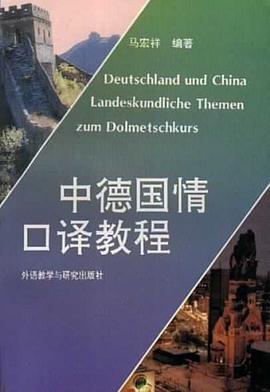 马宏祥 编著
Deutschland und China
Landeskundliche Themen
zum Dolmetschkurs
中德国情
口译教程
外语教学与研究出版社